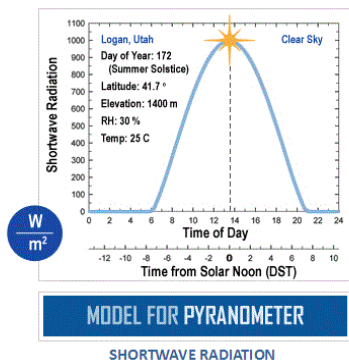 Logan, Utah
Clear Sky
Day of Year: 172
(Summer Solstice)
Latitude: 41.7 °
Elevation: 1400 m
RH: 30 %
Temp: 25 C
Shortwave Radiation
1100
1000
900
800
700
600
500
400
300
200
100
0
0 2 4 6 8 10 12 14 16 18 20 22 24
Time of Day
-12 -10 -8 -6 -4 -2 0 2 4 6 8 10
Time from Solar Noon (DST)
W
m²
MODEL FOR PYRANOMETER
SHORTWAVE RADIATION